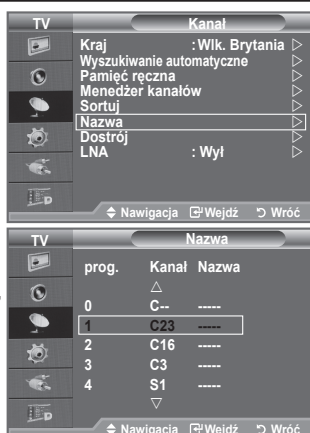 TV Kanał
Kraj : Wlk. Brytania ▷
Wyszukiwanie automatyczne ▷
Pamięć ręczna ▷
Menedżer kanałów ▷
Sortuj ▷
Nazwa ▷
Dostrój ▷
LNA : Wył ▷
Nawigacja Wejdź Wróć
TV Nazwa
prog. Kanał Nazwa
△
0 C-- -----
1 C23 -----
2 C16 -----
3 C3 -----
4 S1 -----
▽
Nawigacja Wejdź Wróć